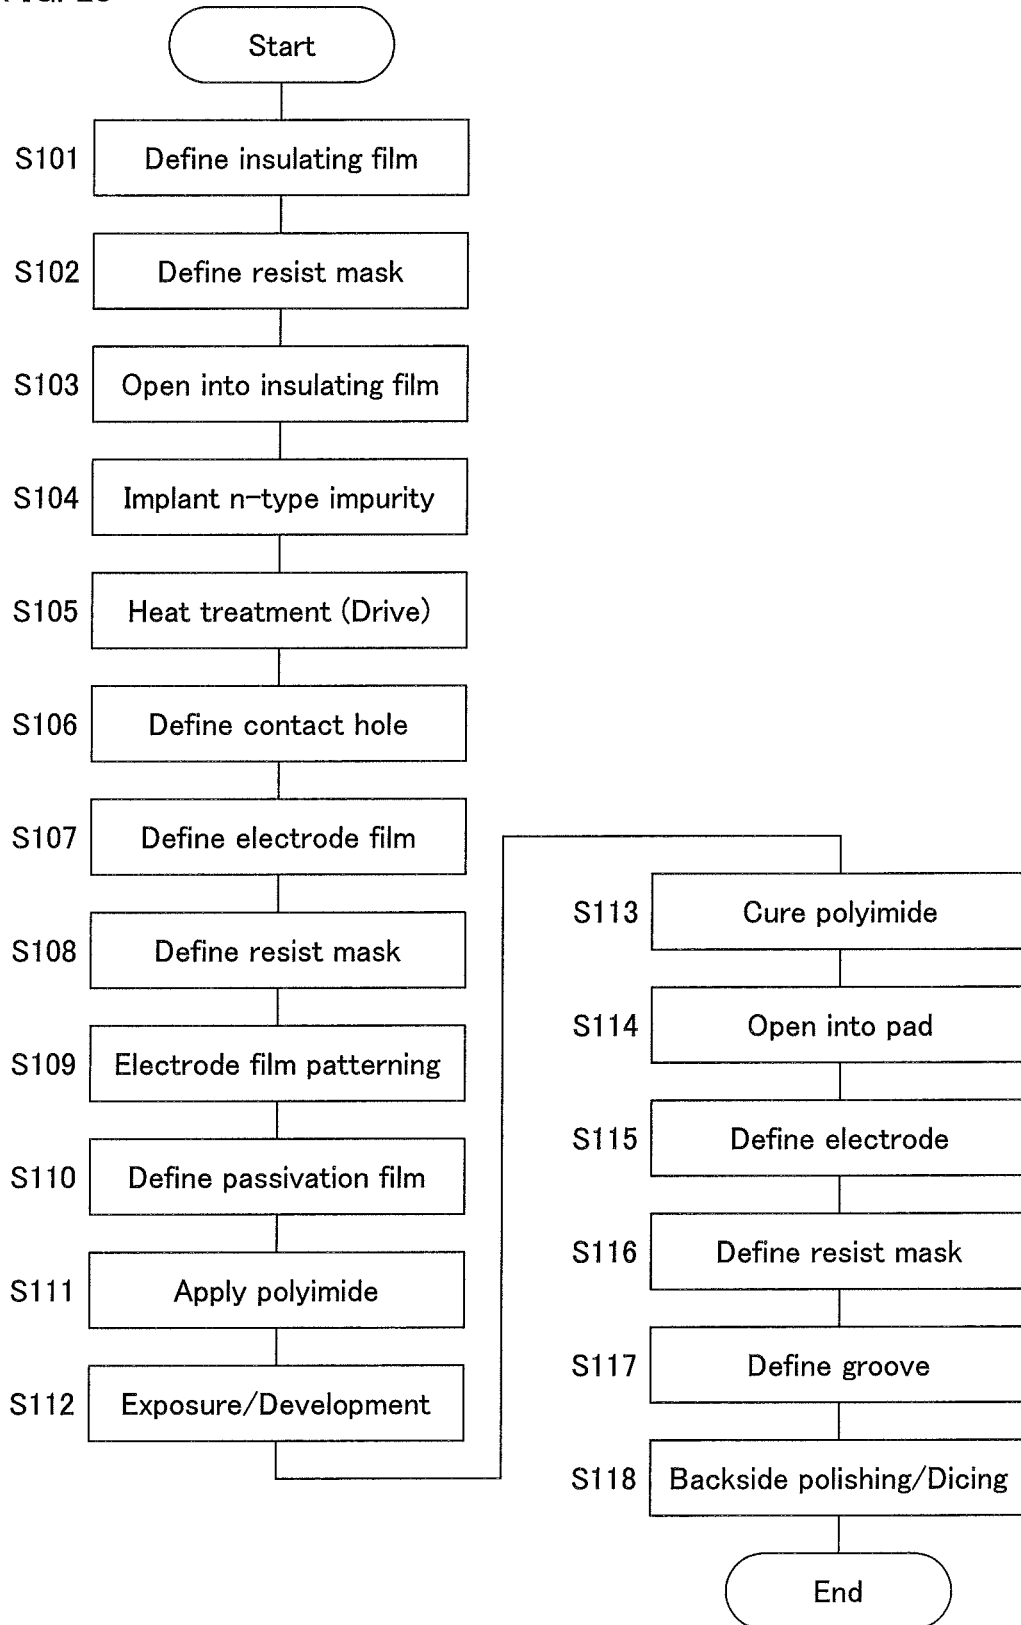 Start
S101 Define insulating film
S102 Define resist mask
S103 Open into insulating film
S104 Implant n-type impurity
S105 Heat treatment (Drive)
S106 Define contact hole
S107 Define electrode film
S108 Define resist mask
S109 Electrode film patterning
S110 Define passivation film
S111 Apply polyimide
S112 Exposure/Development
S113 Cure polyimide
S114 Open into pad
S115 Define electrode
S116 Define resist mask
S117 Define groove
S118 Backside polishing/Dicing
End